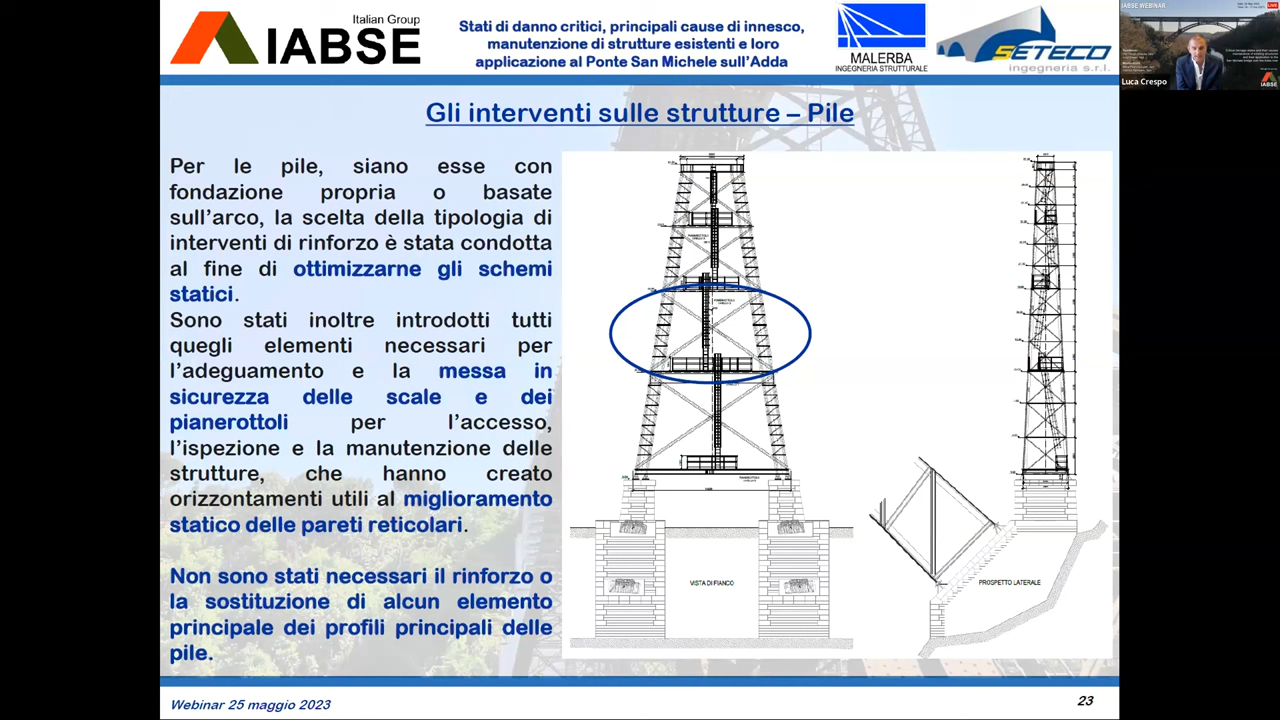 Italian Group
IABSE
Stati di danno critici, principali cause di innesco,
manutenzione di strutture esistenti e loro
applicazione al Ponte San Michele sull'Adda
MALERBA
INGEGNERIA STRUTTURALE
SETECO
ingegneria s.r.l.
IABSE WEBINAR
LIVE
Luca Crespo
IABSE
Gli interventi sulle strutture – Pile
Per le pile, siano esse con
fondazione propria o basate
sull'arco, la scelta della tipologia di
interventi di rinforzo è stata condotta
al fine di ottimizzarne gli schemi
statici.
Sono stati inoltre introdotti tutti
quegli elementi necessari per
l'adeguamento e la messa in
sicurezza delle scale e dei
pianerottoli per l'accesso,
l'ispezione e la manutenzione delle
strutture, che hanno creato
orizzontamenti utili al miglioramento
statico delle pareti reticolari.
Non sono stati necessari il rinforzo o
la sostituzione di alcun elemento
principale dei profili principali delle
pile.
VISTA DI FIANCO
PROSPETTO LATERALE
Webinar 25 maggio 2023
23